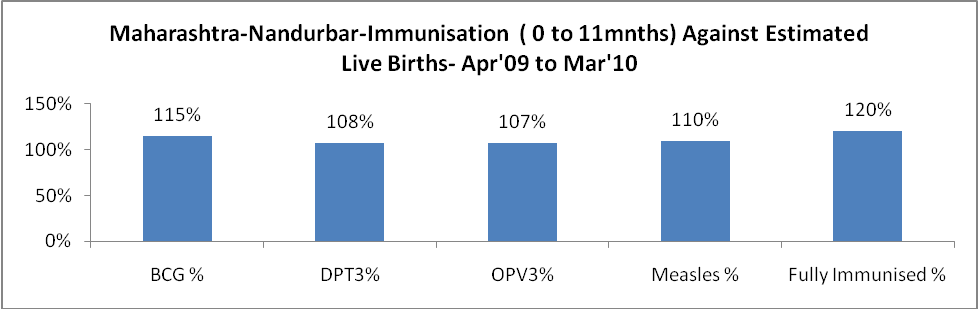 Maharashtra-Nandurbar-Immunisation ( 0 to 11mnths) Against Estimated
Live Births- Apr'09 to Mar'10
150%
100%
50%
0%
115%
108%
107%
110%
120%
BCG %
DPT3%
OPV3%
Measles %
Fully Immunised %